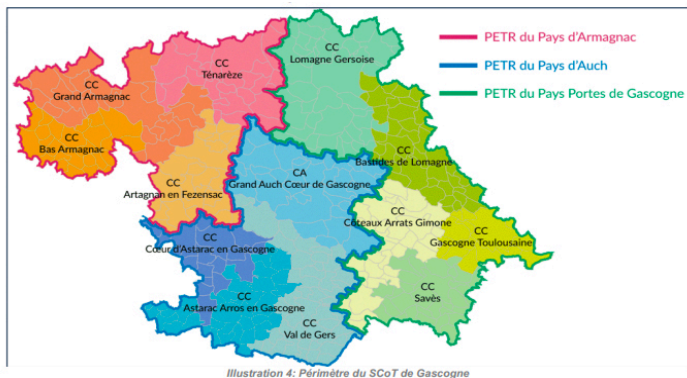 CC
Lomagne Gersoise
PETR du Pays d'Armagnac
PETR du Pays d'Auch
PETR du Pays Portes de Gascogne
CC
Ténarèze
CC
Grand Armagnac
CC
Bas Armagnac
CC
Bastides de Lomagne
CA
Grand Auch Cœur de Gascogne
CC
Artagnan en Fezensac
CC
Coteaux Arrats Gimone
CC
Gascogne Toulousaine
CC
Cœur d'Astarac en Gascogne
CC
Savès
CC
Astarac Arros en Gascogne
CC
Val de Gers
Illustration 4: Périmètre du SCoT de Gascogne